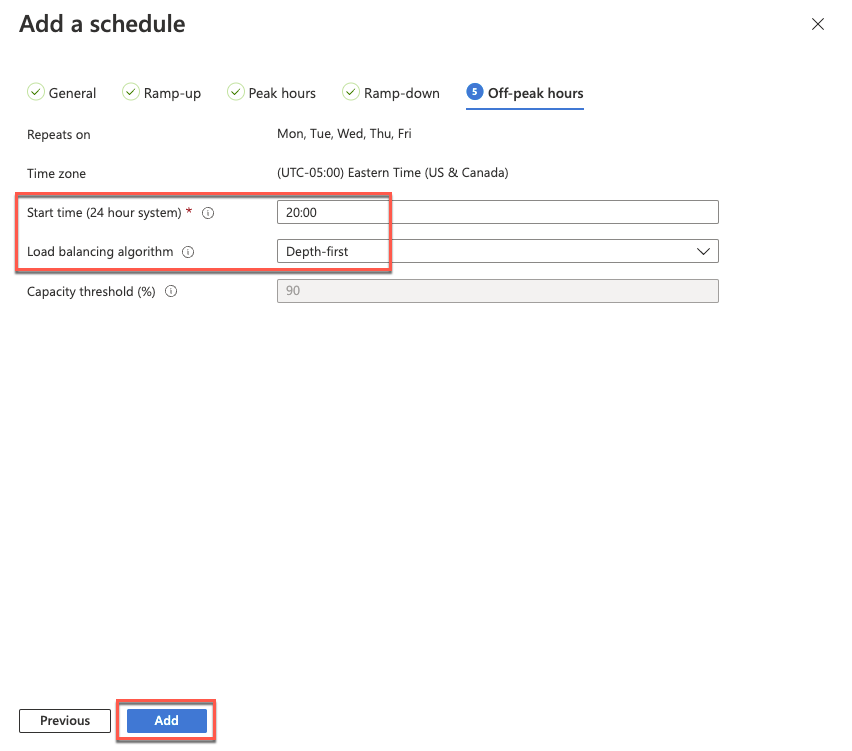 Add a schedule
General Ramp-up Peak hours Ramp-down 5 Off-peak hours
Repeats on Mon, Tue, Wed, Thu, Fri
Time zone (UTC-05:00) Eastern Time (US & Canada)
Start time (24 hour system) * 20:00
Load balancing algorithm Depth-first
Capacity threshold (%) 90
Previous Add